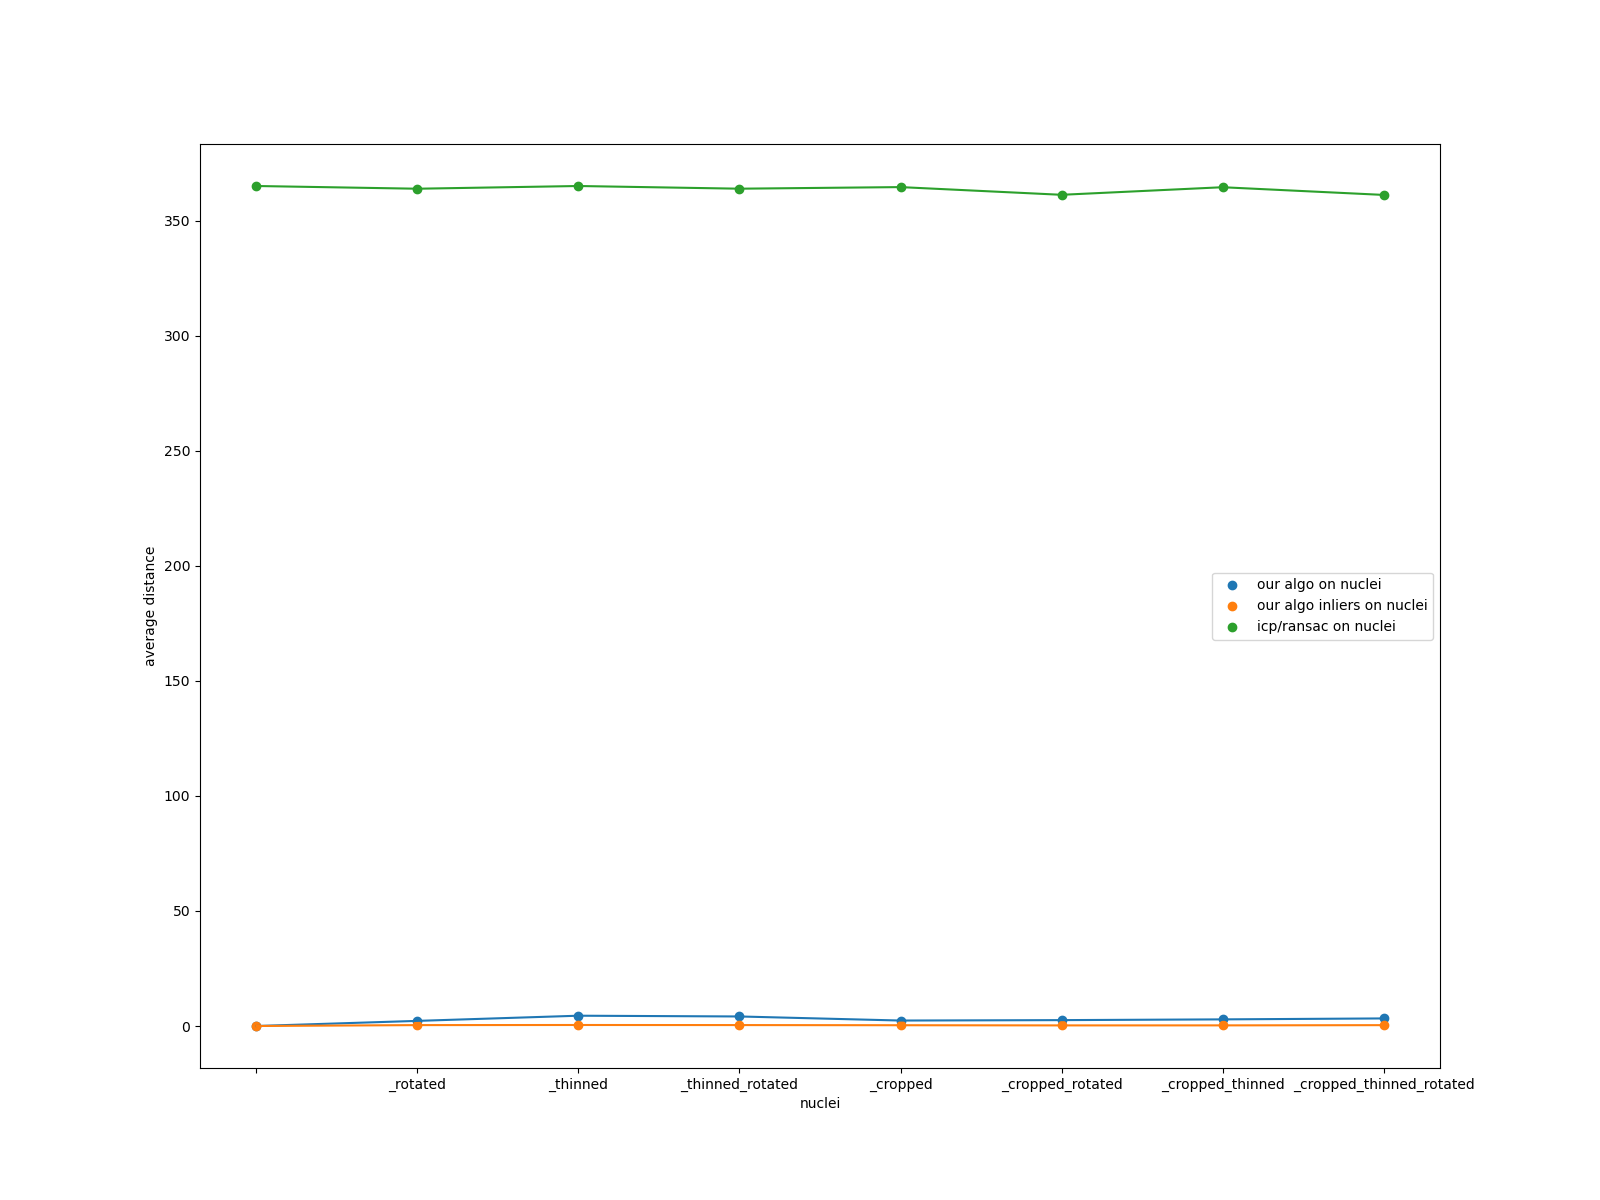 350
300
250
200
150
100
50
0
average distance
our algo on nuclei
our algo inliers on nuclei
icp/ransac on nuclei
_rotated
_thinned
_thinned_rotated
_cropped
_cropped_rotated
_cropped_thinned
_cropped_thinned_rotated
nuclei